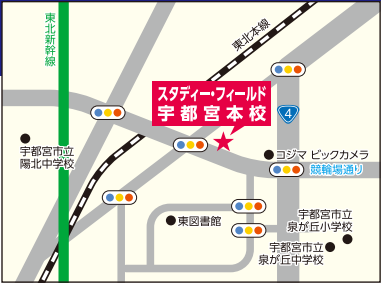 東北新幹線
東北本線
スタディー・フィールド
宇都宮本校
4
宇都宮市立
陽北中学校
コジマ ビックカメラ
競輪場通り
東図書館
宇都宮市立
泉が丘小学校
宇都宮市立
泉が丘中学校